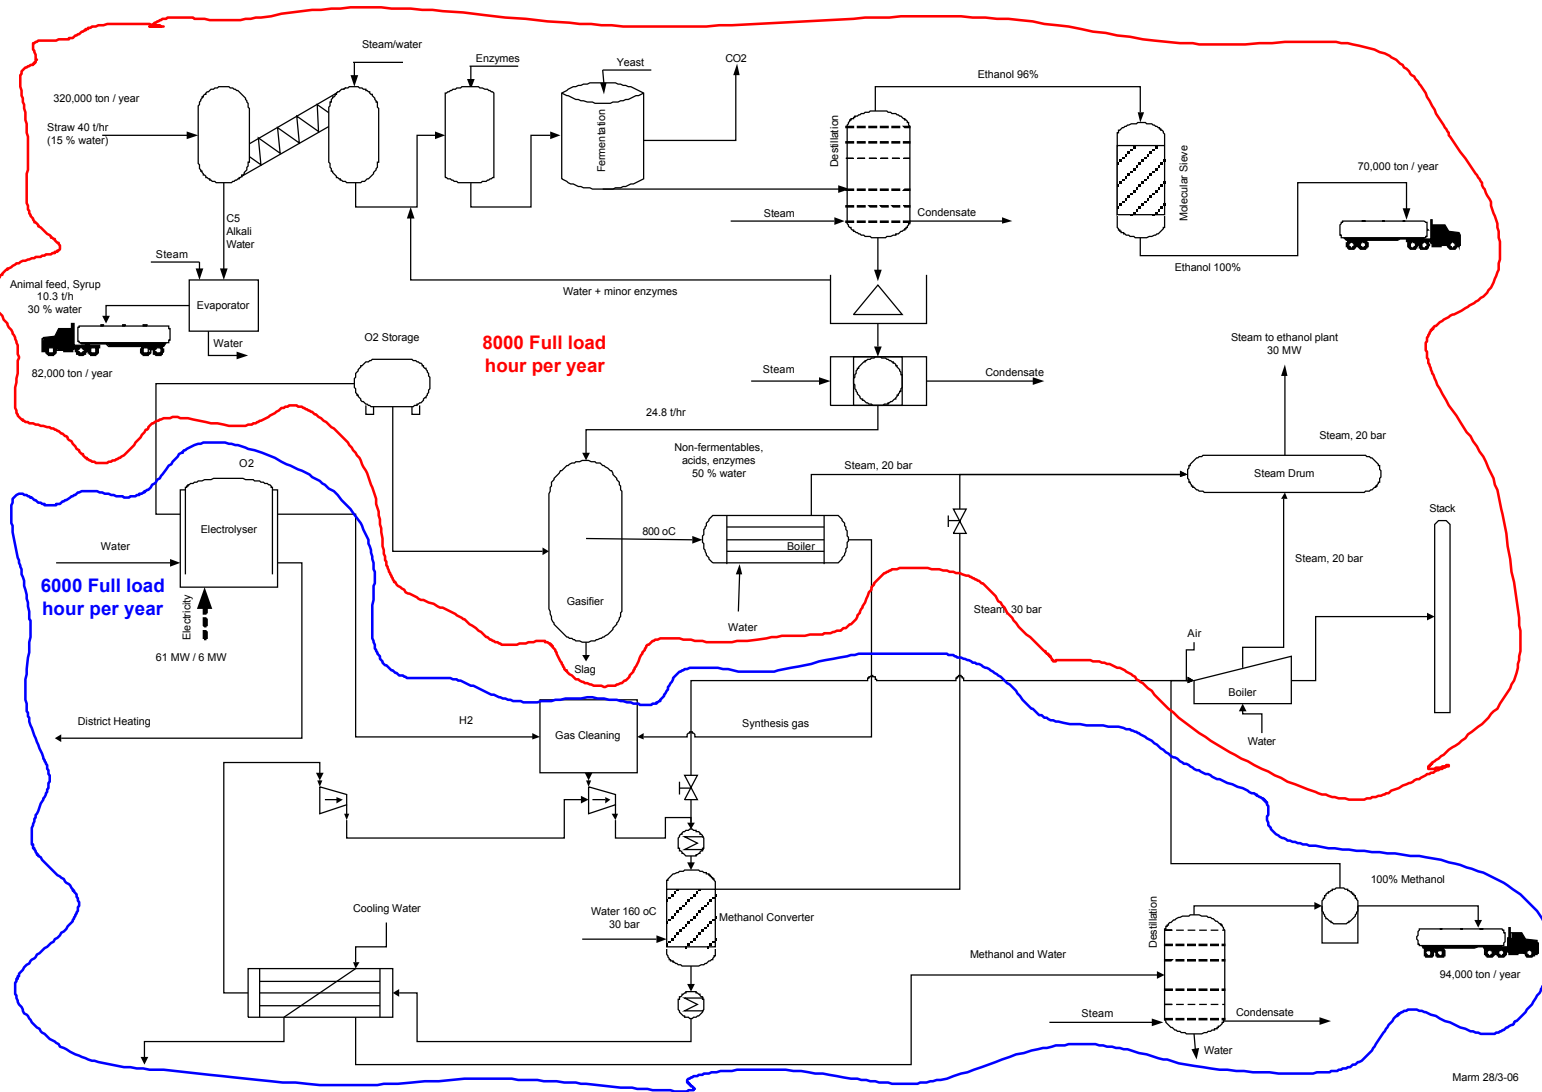 Steam/water
Enzymes
Yeast
CO2
Ethanol 96%
320,000 ton / year
Straw 40 t/hr
(15 % water)
Fermentation
Destillation
Molecular Sieve
70,000 ton / year
C5
Alkali
Water
Steam
Condensate
Steam
Ethanol 100%
Animal feed, Syrup
10.3 t/h
30 % water
Evaporator
Water + minor enzymes
Water
82,000 ton / year
O2 Storage
8000 Full load
hour per year
Steam to ethanol plant
30 MW
Steam
Condensate
24.8 t/hr
Non-fermentables,
acids, enzymes
50 % water
Steam, 20 bar
Steam, 20 bar
Steam Drum
O2
Electrolyser
Stack
Water
800 oC
Boiler
Steam, 20 bar
6000 Full load
hour per year
Electricity
Gasifier
Steam, 30 bar
Water
Air
61 MW / 6 MW
Slag
Boiler
District Heating
H2
Gas Cleaning
Synthesis gas
Water
100% Methanol
Cooling Water
Water 160 oC
30 bar
Methanol Converter
Destillation
Methanol and Water
94,000 ton / year
Steam
Condensate
Water
Marm 28/3-06